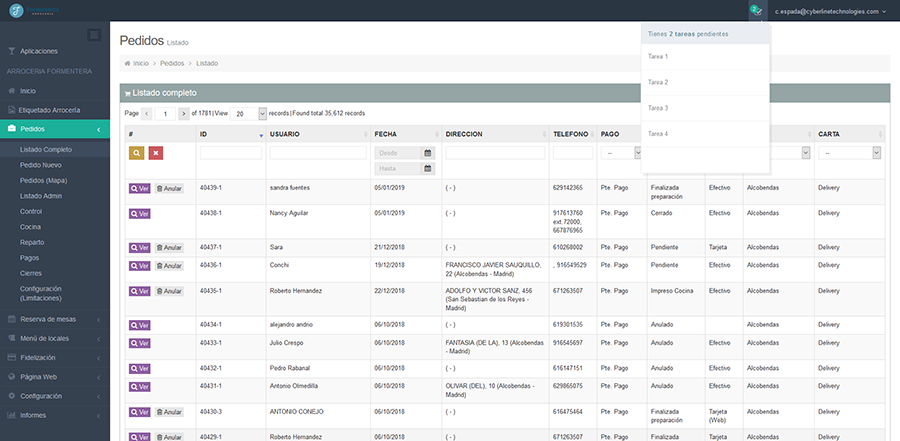 ARROCERIA
2
c.espada@cyberlinetechnologies.com
Aplicaciones
ARROCERIA FORMENTERA
Inicio
Etiquetado Arrocería
Pedidos
Listado Completo
Pedido Nuevo
Pedidos (Mapa)
Listado Admin
Control
Cocina
Reparto
Pagos
Cierres
Configuración
(Limitaciones)
Reserva de mesas
Menú de locales
Fidelización
Página Web
Configuración
Informes
Pedidos Listado
Inicio > Pedidos > Listado
Tienes 2 tareas pendientes
Tarea 1
Tarea 2
Tarea 3
Tarea 4
Listado completo
Page < 1 > of 1781 | View 20 records | Found total 35,612 records
# ID USUARIO FECHA DIRECCION TELEFONO PAGO CARTA
Desde -- --
Hasta
Ver Anular 40439-1 sandra fuentes 05/01/2019 ( - ) 629142365 Pte. Pago Finalizada Efectivo Alcobendas Delivery
preparación
Ver 40438-1 Nancy Aguilar 05/01/2019 ( - ) 917613760 Pte. Pago Cerrado Efectivo Alcobendas Delivery
ext.72000,
667876965
Ver Anular 40437-1 Sara 21/12/2018 ( - ) 610268002 Pte. Pago Pendiente Tarjeta Alcobendas Delivery
Ver Anular 40436-1 Conchi 19/12/2018 FRANCISCO JAVIER SAUQUILLO, , 916549529 Pte. Pago Pendiente Efectivo Alcobendas Delivery
22 (Alcobendas - Madrid)
Ver Anular 40435-1 Roberto Hernandez 22/12/2018 ADOLFO Y VICTOR SANZ, 456 671263507 Pte. Pago Impreso Cocina Efectivo Alcobendas Delivery
(San Sebastian de los Reyes -
Madrid)
Ver 40434-1 alejandro andrio 06/10/2018 ( - ) 619301535 Pte. Pago Anulado Efectivo Alcobendas Delivery
Ver 40433-1 Julio Crespo 06/10/2018 FANTASIA (DE LA), 13 (Alcobendas 916545697 Pte. Pago Anulado Efectivo Alcobendas Delivery
- Madrid)
Ver 40432-1 Pedro Rabanal 06/10/2018 ( - ) 616147151 Pte. Pago Anulado Efectivo Alcobendas Delivery
Ver 40431-1 Antonio Olmedilla 06/10/2018 OLIVAR (DEL), 10 (Alcobendas - 629865075 Pte. Pago Anulado Efectivo Alcobendas Delivery
Madrid)
Ver Anular 40430-3 ANTONIO CONEJO 06/10/2018 ( - ) 616475464 Pte. Pago Finalizada Tarjeta Alcobendas Delivery
preparación (Web)
Ver Anular 40429-1 Roberto Hernandez 06/10/2018 ( - ) 671263507 Pte. Pago Finalizada Efectivo Alcobendas Delivery